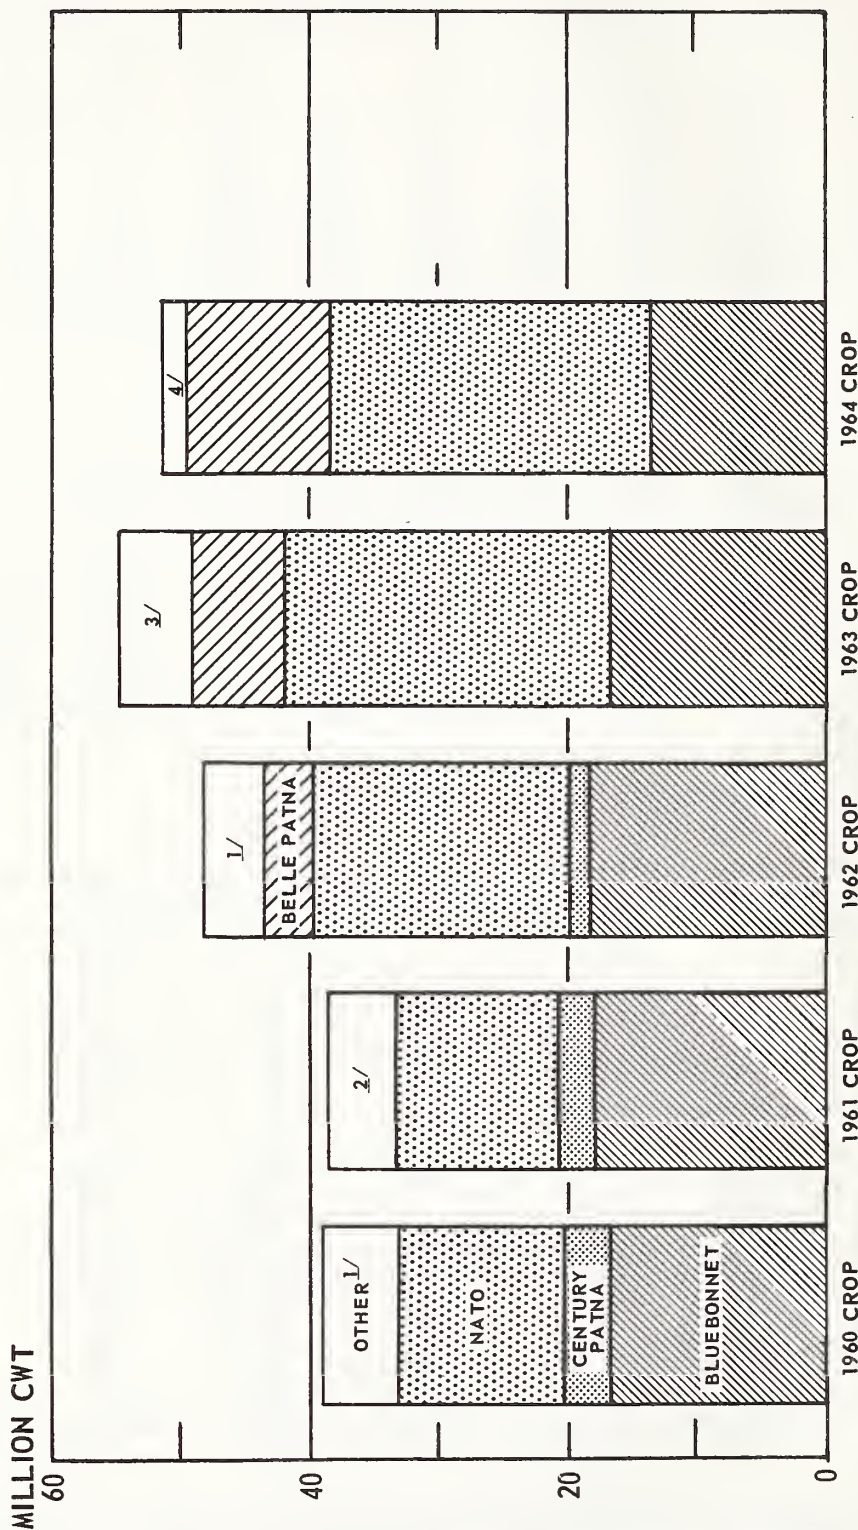 MILLION CWT
60
40
20
0
OTHER 1/
NATO
CENTURY
PATNA
BLUEBONNET
2/
1/
BELLE PATNA
3/
4/
1960 CROP
1961 CROP
1962 CROP
1963 CROP
1964 CROP